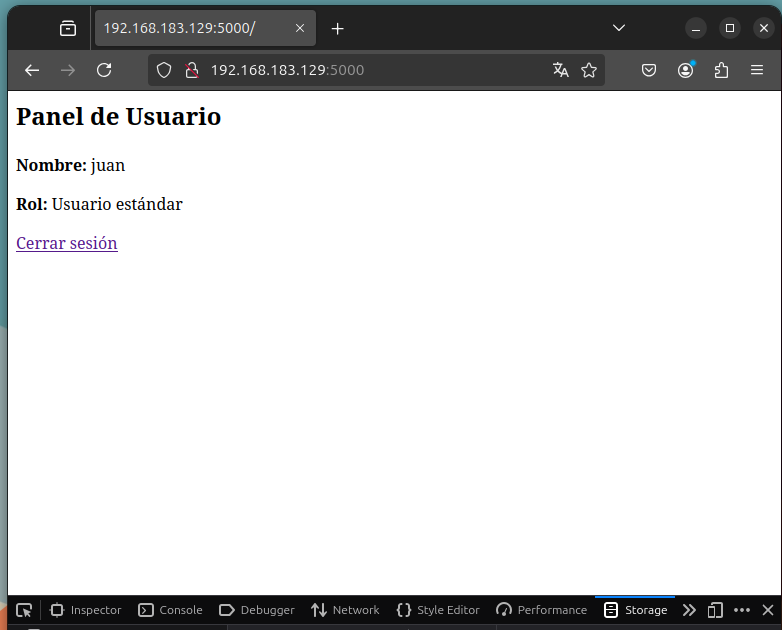 192.168.183.129:5000/
192.168.183.129:5000
Panel de Usuario
Nombre: juan
Rol: Usuario estándar
Cerrar sesión
Inspector Console Debugger Network Style Editor Performance Storage